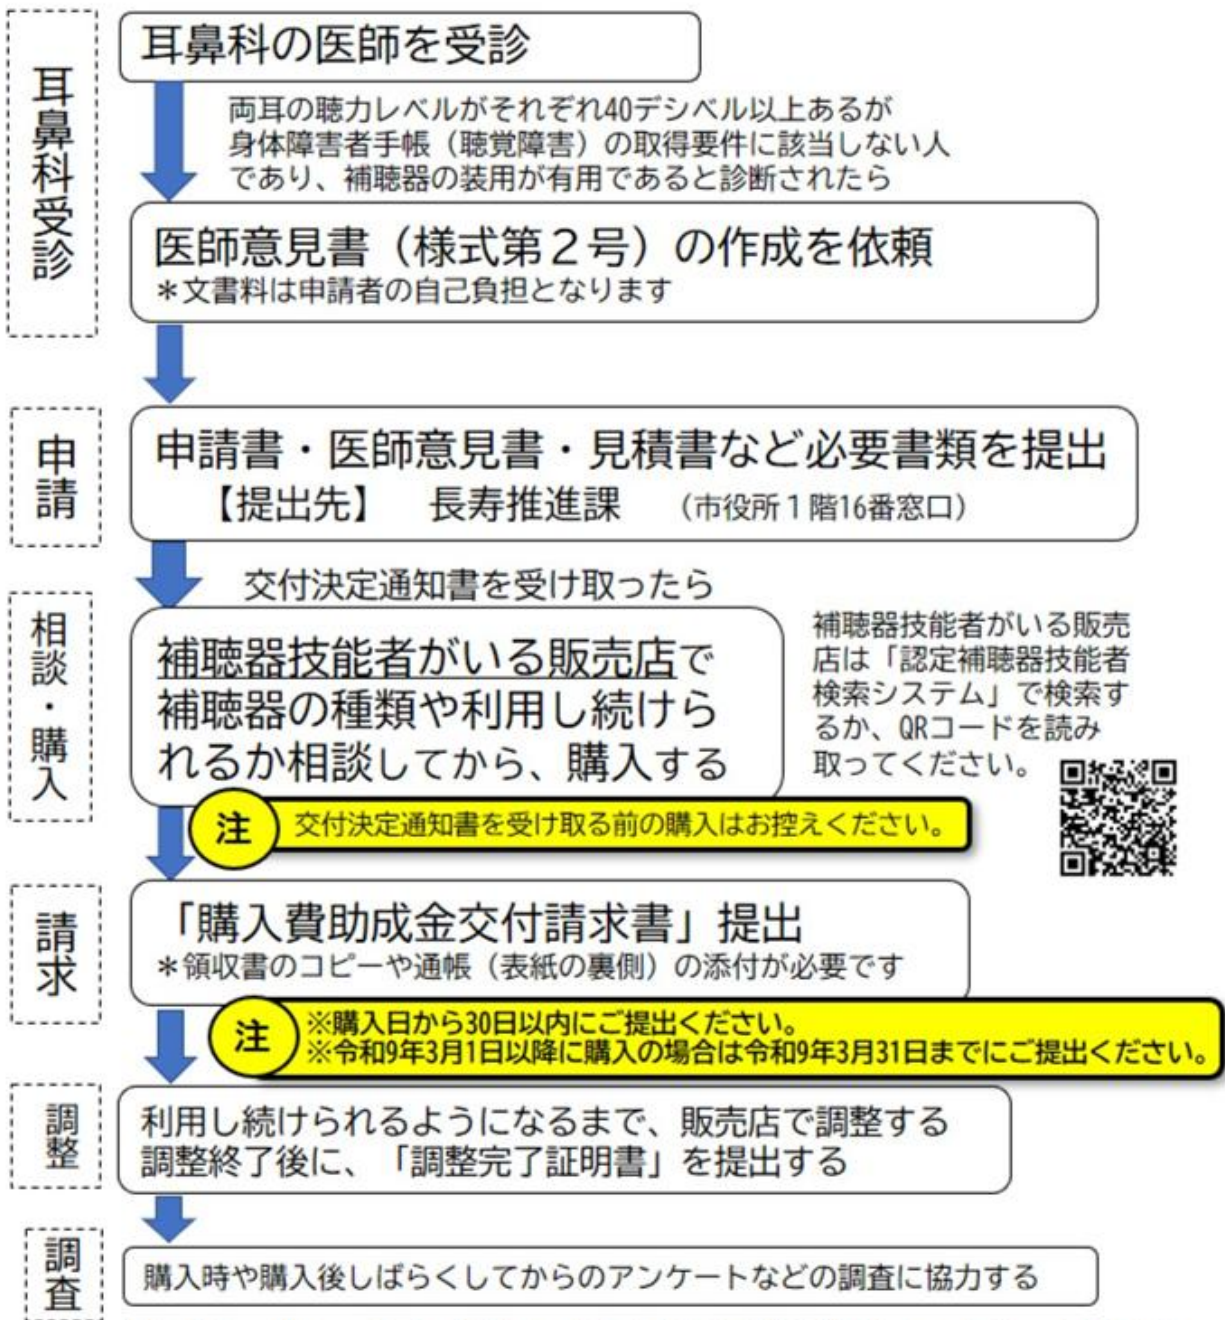 耳鼻科受診
耳鼻科の医師を受診
両耳の聴力レベルがそれぞれ40デシベル以上あるが
身体障害者手帳（聴覚障害）の取得要件に該当しない人
であり、補聴器の装用が有用であると診断されたら
医師意見書（様式第２号）の作成を依頼
＊文書料は申請者の自己負担となります
申請
申請書・医師意見書・見積書など必要書類を提出
【提出先】　長寿推進課　（市役所１階16番窓口）
交付決定通知書を受け取ったら
相談・購入
補聴器技能者がいる販売店で
補聴器の種類や利用し続けら
れるか相談してから、購入する
補聴器技能者がいる販売
店は「認定補聴器技能者
検索システム」で検索す
るか、QRコードを読み
取ってください。
注 交付決定通知書を受け取る前の購入はお控えください。
請求
「購入費助成金交付請求書」提出
＊領収書のコピーや通帳（表紙の裏側）の添付が必要です
注 ※購入日から30日以内にご提出ください。
※令和9年3月1日以降に購入の場合は令和9年3月31日までにご提出ください。
調整
利用し続けられるようになるまで、販売店で調整する
調整終了後に、「調整完了証明書」を提出する
調査
購入時や購入後しばらくしてからのアンケートなどの調査に協力する